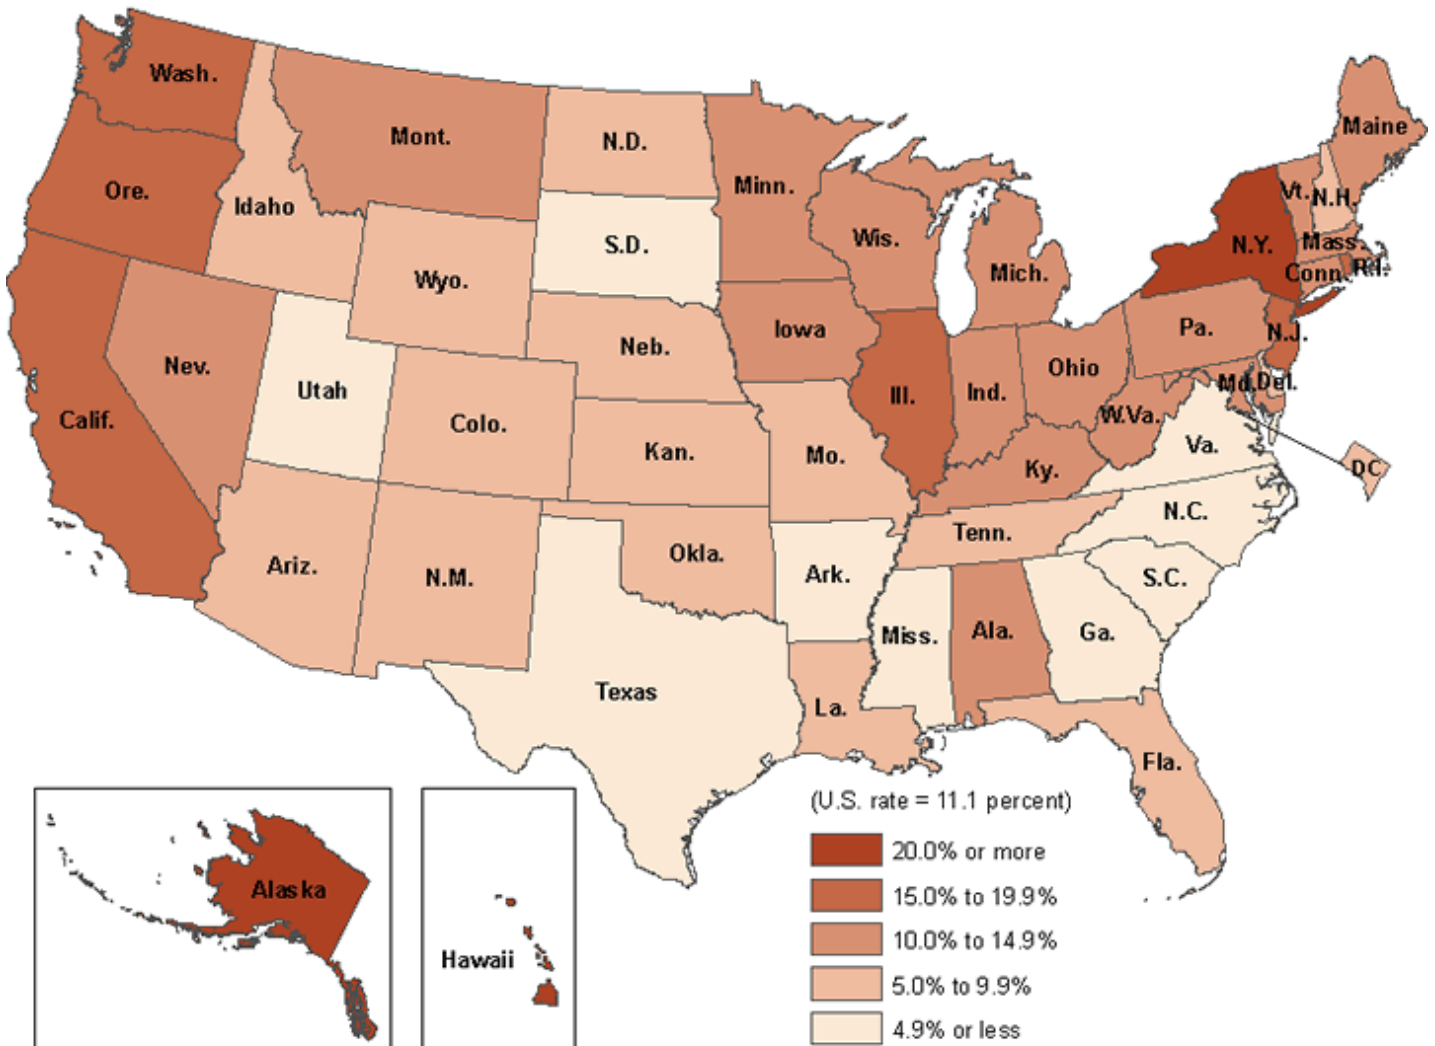 Wash.
Mont.
N.D.
Minn.
Maine
Ore.
Idaho
Vt.
N.H.
S.D.
Wis.
N.Y.
Mass.
Mich.
Conn.
R.I.
Wyo.
Iowa
Pa.
N.J.
Neb.
Nev.
Ohio
Utah
Ill.
Ind.
Md.
Del.
Calif.
Colo.
W.Va.
Va.
Kan.
Mo.
Ky.
DC
N.C.
Tenn.
Okla.
Ariz.
N.M.
Ark.
S.C.
Miss.
Ala.
Ga.
Texas
La.
Fla.
Alaska
Hawaii
(U.S. rate = 11.1 percent)
20.0% or more
15.0% to 19.9%
10.0% to 14.9%
5.0% to 9.9%
4.9% or less